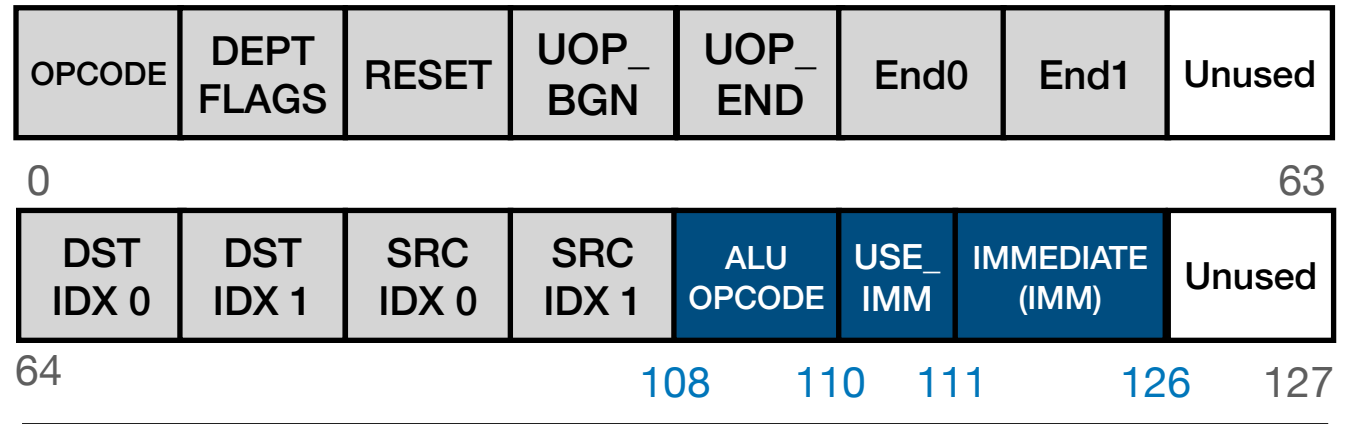 OPCODE DEPT FLAGS RESET UOP_ BGN UOP_ END End0 End1 Unused
0 63
DST IDX 0 DST IDX 1 SRC IDX 0 SRC IDX 1 ALU OPCODE USE_ IMM IMMEDIATE (IMM) Unused
64 108 110 111 126 127